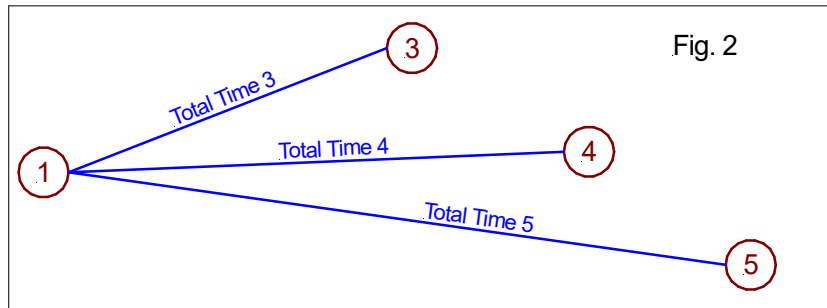 Fig. 2
3
Total Time 3
Total Time 4
4
1
Total Time 5
5